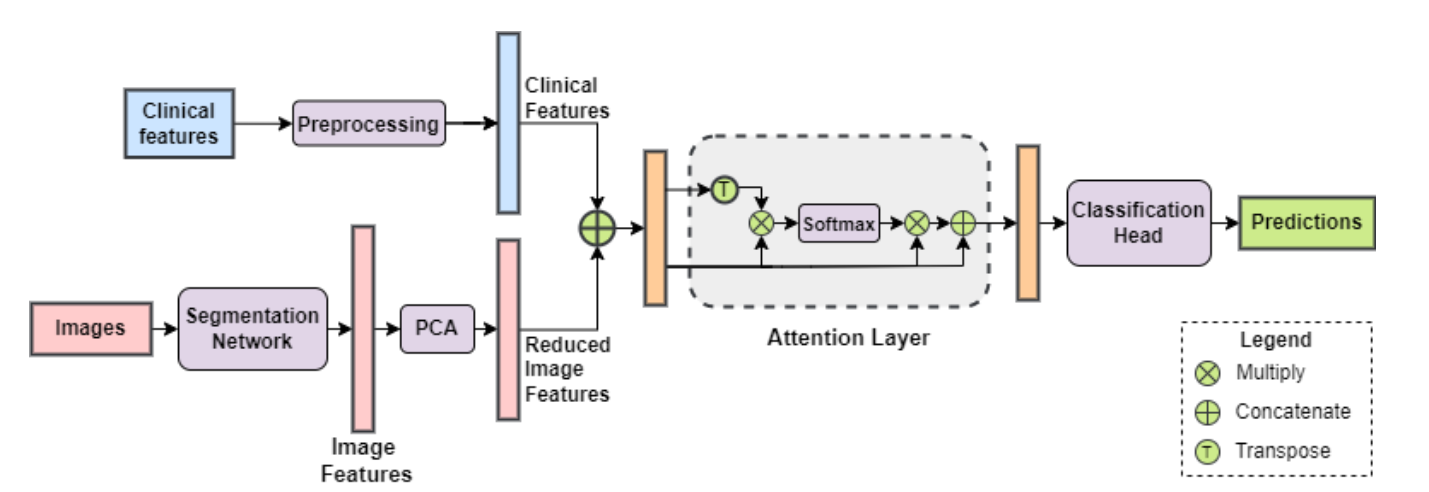 Clinical
features
Preprocessing
Clinical
Features
Images
Segmentation
Network
Image
Features
PCA
Reduced
Image
Features
T
Softmax
Attention Layer
Classification
Head
Predictions
Legend
Multiply
Concatenate
T Transpose